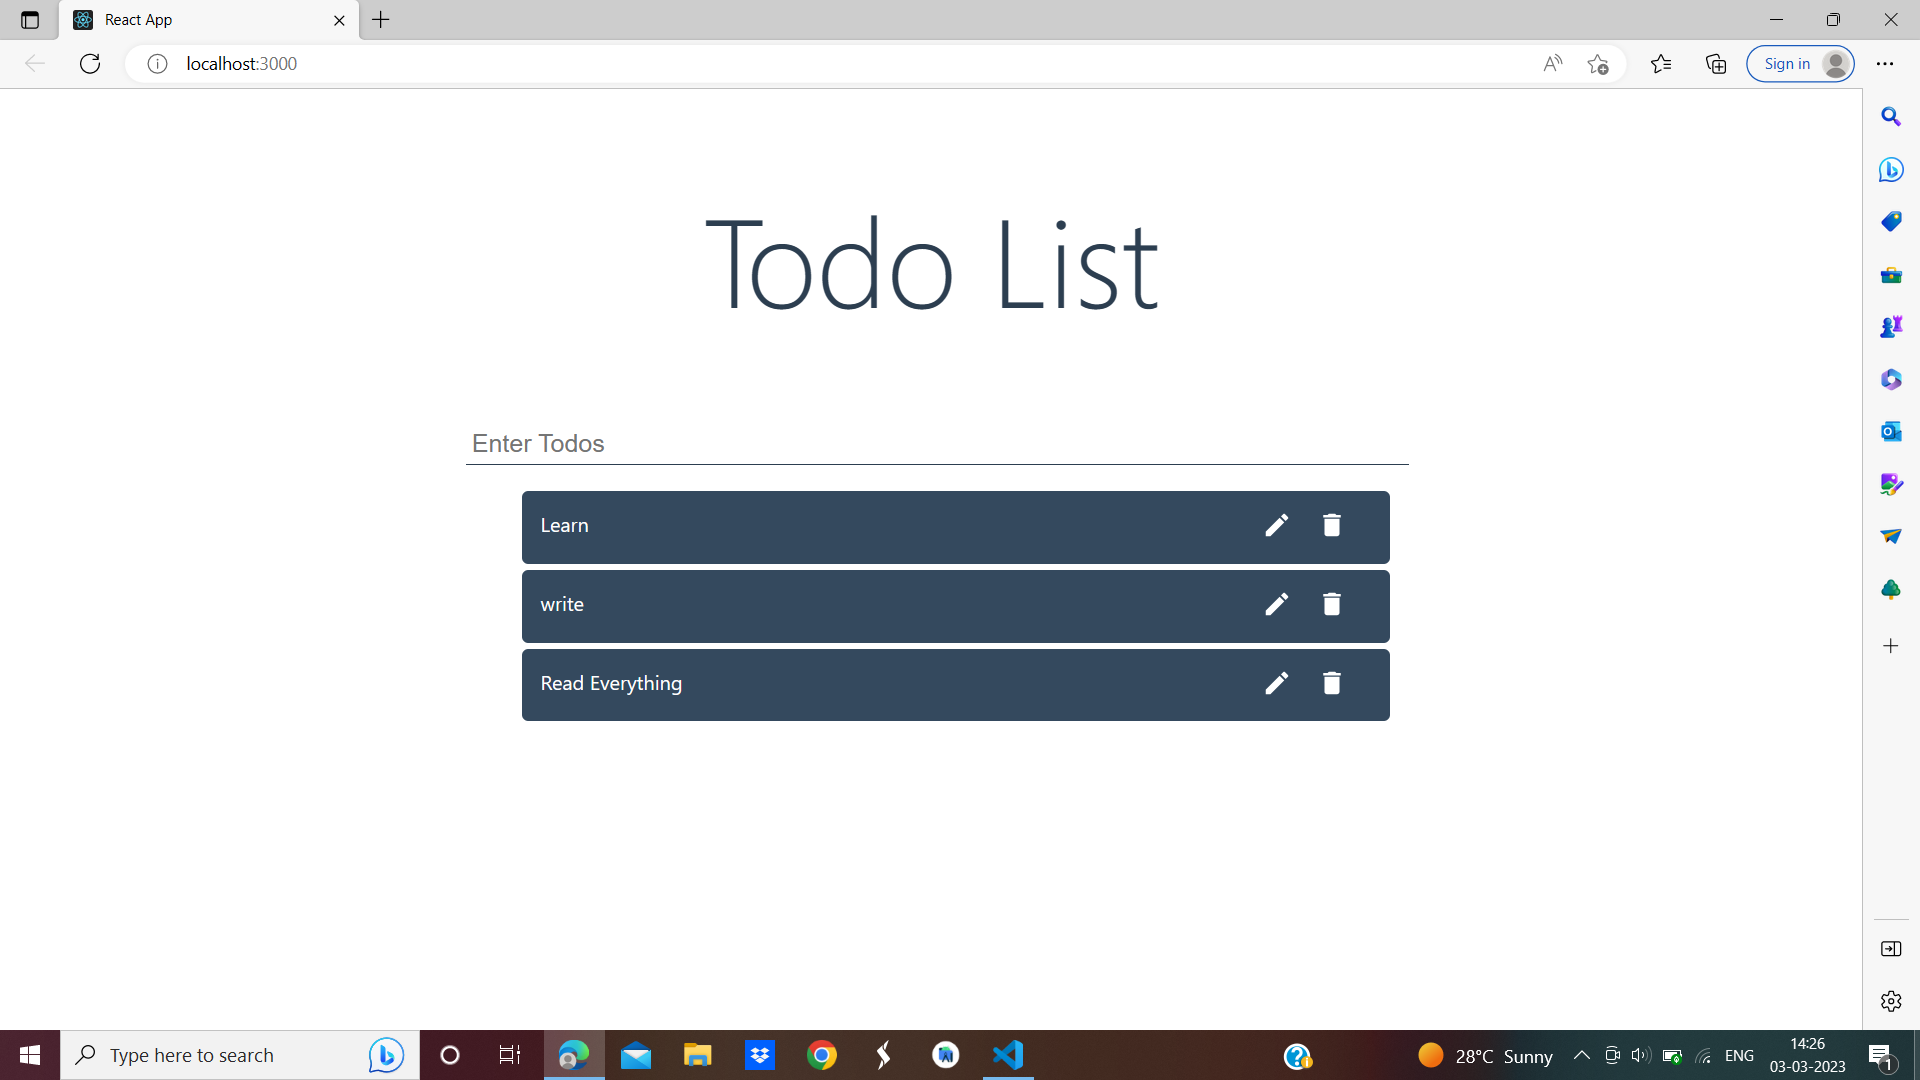 React App
localhost:3000
Sign in
Todo List
Enter Todos
Learn
write
Read Everything
Type here to search
28°C Sunny
ENG
14:26
03-03-2023
1